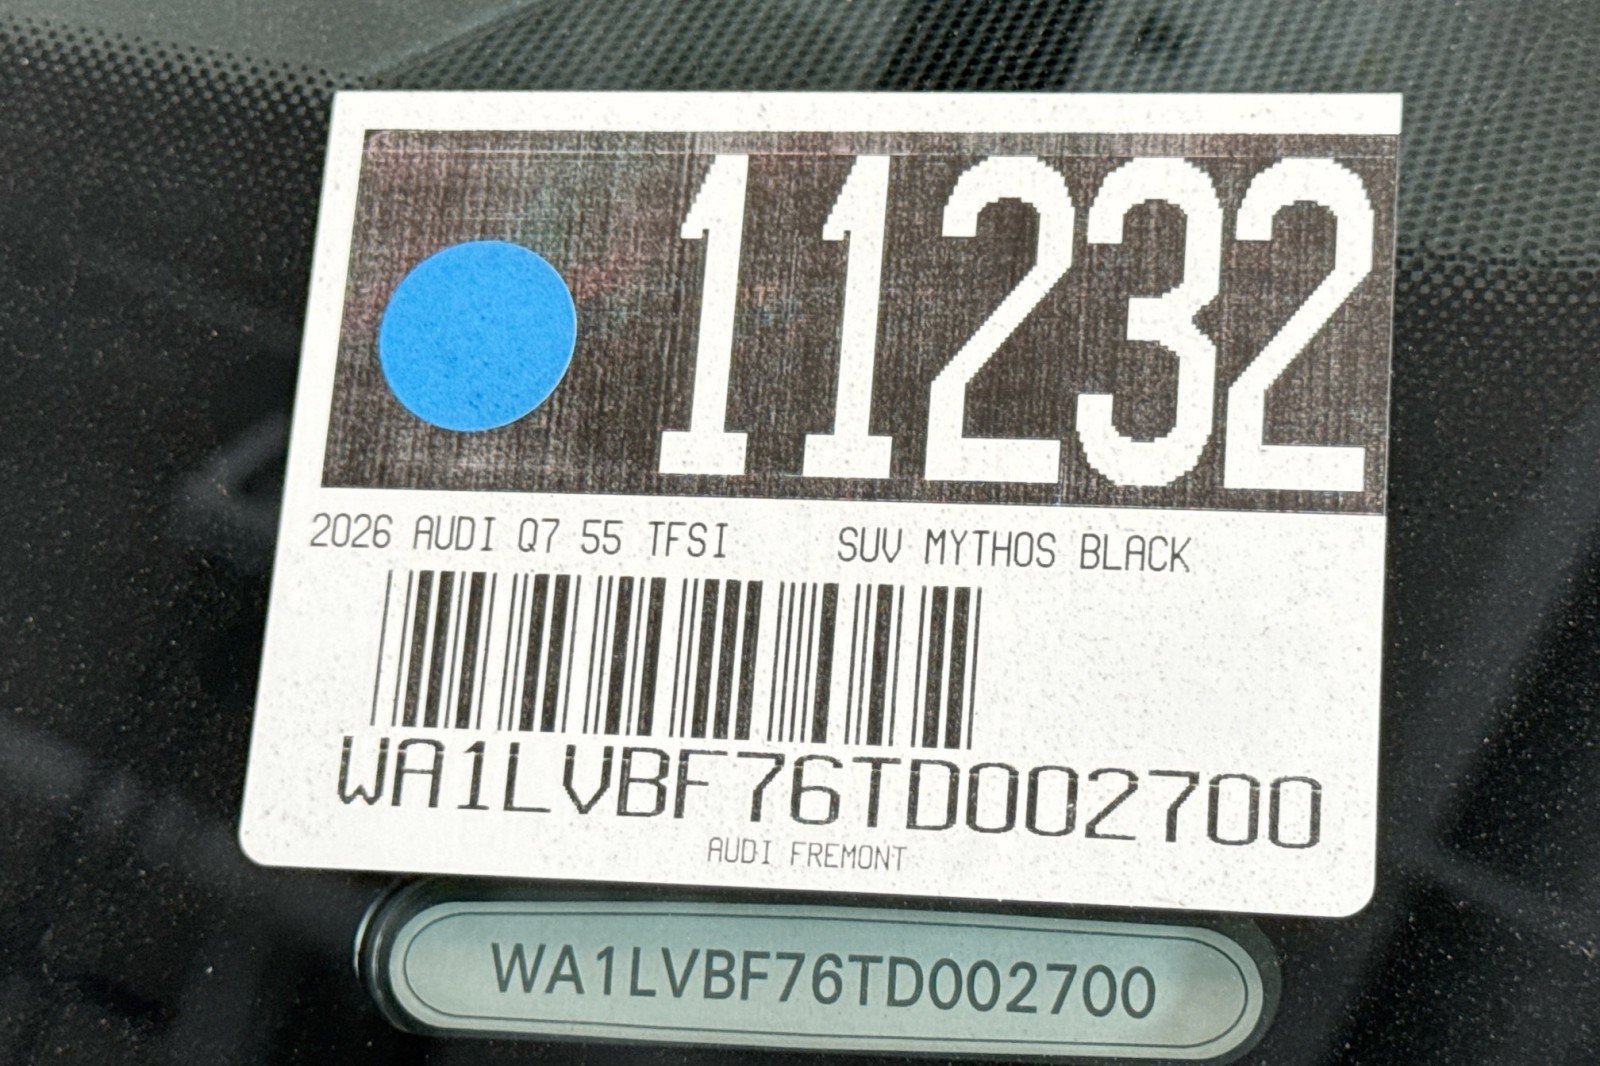 11232
2026 AUDI Q7 55 TFSI SUV MYTHOS BLACK
WA1LVBF76TD002700
AUDI FREMONT
WA1LVBF76TD002700